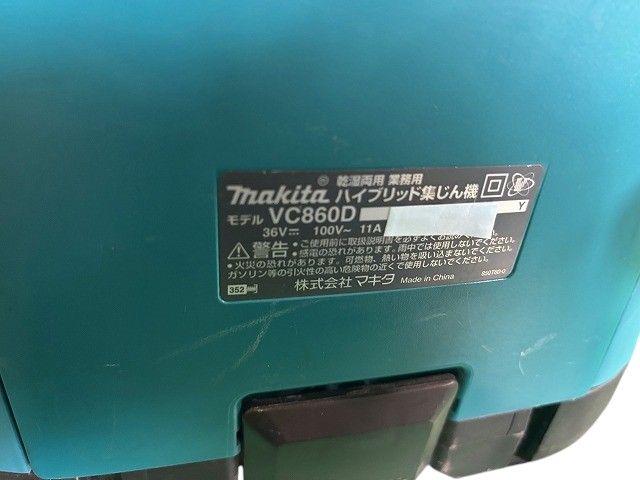 乾湿両用 業務用
makita® ハイブリッド集じん機
モデル VC860D Y
36V⎓ 100V~ 11A
⚠警告 ・ご使用前に取扱説明書を必ずよくお読みください。
・感電の恐れがあります。雨中では使用しないでください。
・火災の恐れがあります。可燃物、熱い物を吸い込まないでください。
ガソリン等の引火性の高い危険物の近くで使用しないでください。
352 株式会社マキタ Made in China